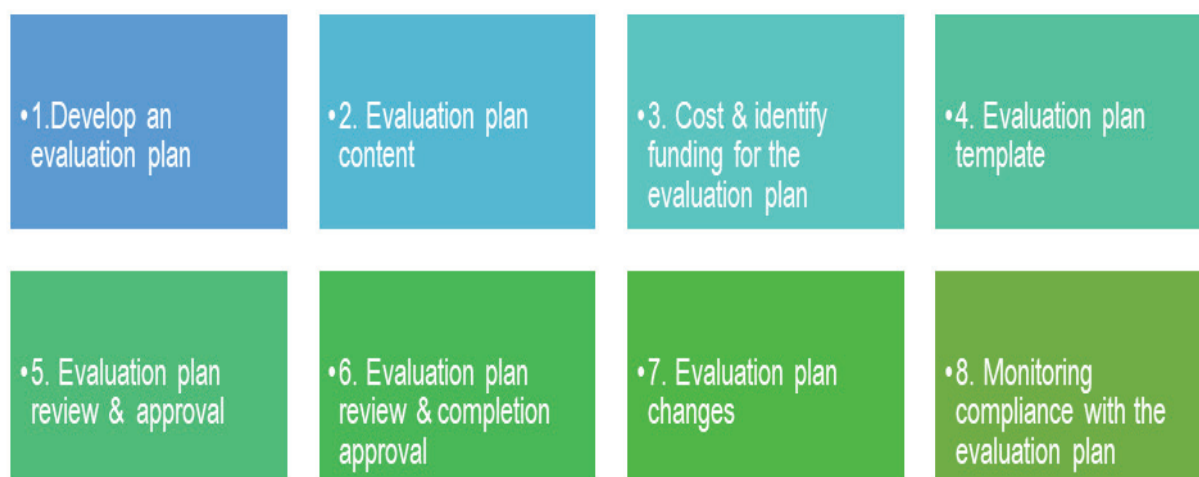 •1.Develop an
evaluation plan
•2. Evaluation plan
content
•3. Cost & identify
funding for the
evaluation plan
•4. Evaluation plan
template
•5. Evaluation plan
review & approval
•6. Evaluation plan
review & completion
approval
•7. Evaluation plan
changes
•8. Monitoring
compliance with the
evaluation plan